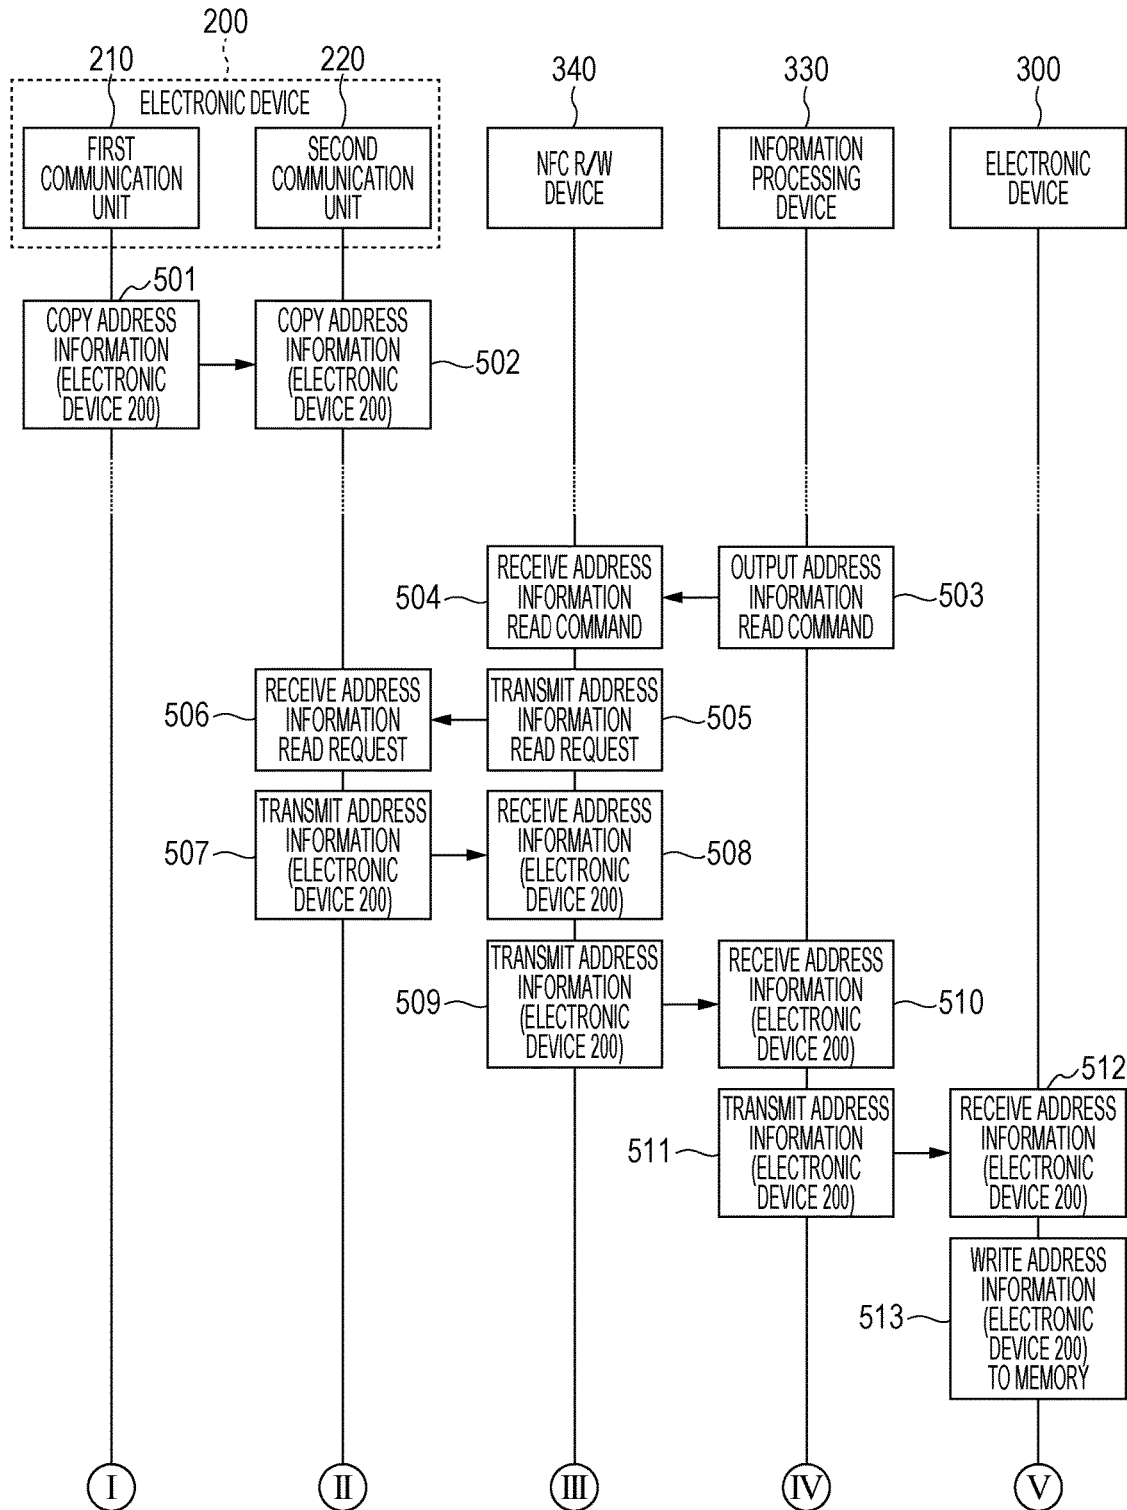 200
210
220
340
330
300
ELECTRONIC DEVICE
FIRST
COMMUNICATION
UNIT
SECOND
COMMUNICATION
UNIT
NFC R/W
DEVICE
INFORMATION
PROCESSING
DEVICE
ELECTRONIC
DEVICE
501
COPY ADDRESS
INFORMATION
(ELECTRONIC
DEVICE 200)
COPY ADDRESS
INFORMATION
(ELECTRONIC
DEVICE 200)
502
504
RECEIVE ADDRESS
INFORMATION
READ COMMAND
OUTPUT ADDRESS
INFORMATION
READ COMMAND
503
506
RECEIVE ADDRESS
INFORMATION
READ REQUEST
TRANSMIT ADDRESS
INFORMATION
READ REQUEST
505
507
TRANSMIT ADDRESS
INFORMATION
(ELECTRONIC
DEVICE 200)
RECEIVE ADDRESS
INFORMATION
(ELECTRONIC
DEVICE 200)
508
509
TRANSMIT ADDRESS
INFORMATION
(ELECTRONIC
DEVICE 200)
RECEIVE ADDRESS
INFORMATION
(ELECTRONIC
DEVICE 200)
510
511
TRANSMIT ADDRESS
INFORMATION
(ELECTRONIC
DEVICE 200)
512
RECEIVE ADDRESS
INFORMATION
(ELECTRONIC
DEVICE 200)
513
WRITE ADDRESS
INFORMATION
(ELECTRONIC
DEVICE 200)
TO MEMORY
I
II
III
IV
V